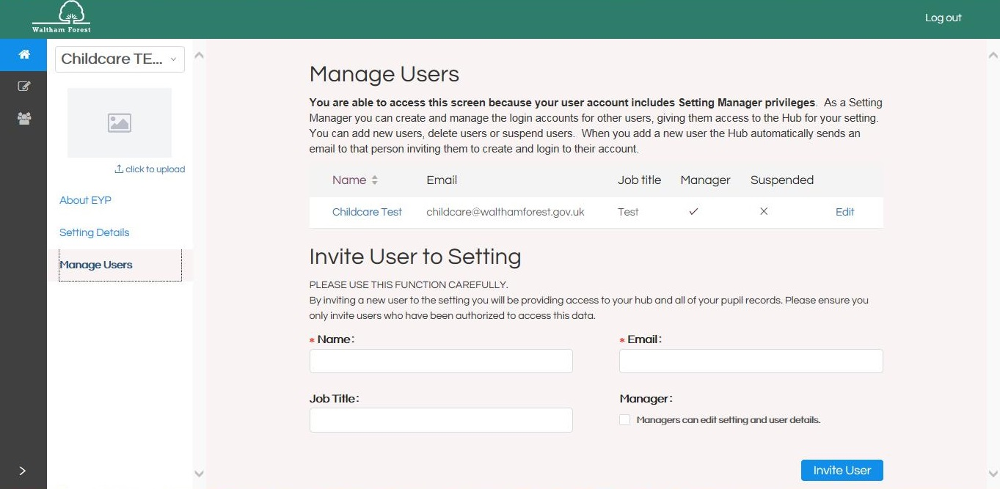 Waltham Forest
Log out
Childcare TE...
click to upload
About EYP
Setting Details
Manage Users
Manage Users
You are able to access this screen because your user account includes Setting Manager privileges.  As a Setting
Manager you can create and manage the login accounts for other users, giving them access to the Hub for your setting.
You can add new users, delete users or suspend users.  When you add a new user the Hub automatically sends an
email to that person inviting them to create and login to their account.
Name Email Job title Manager Suspended
Childcare Test childcare@walthamforest.gov.uk Test ✓ ✕ Edit
Invite User to Setting
PLEASE USE THIS FUNCTION CAREFULLY.
By inviting a new user to the setting you will be providing access to your hub and all of your pupil records. Please ensure you
only invite users who have been authorized to access this data.
* Name: * Email:
Job Title: Manager:
Managers can edit setting and user details.
Invite User